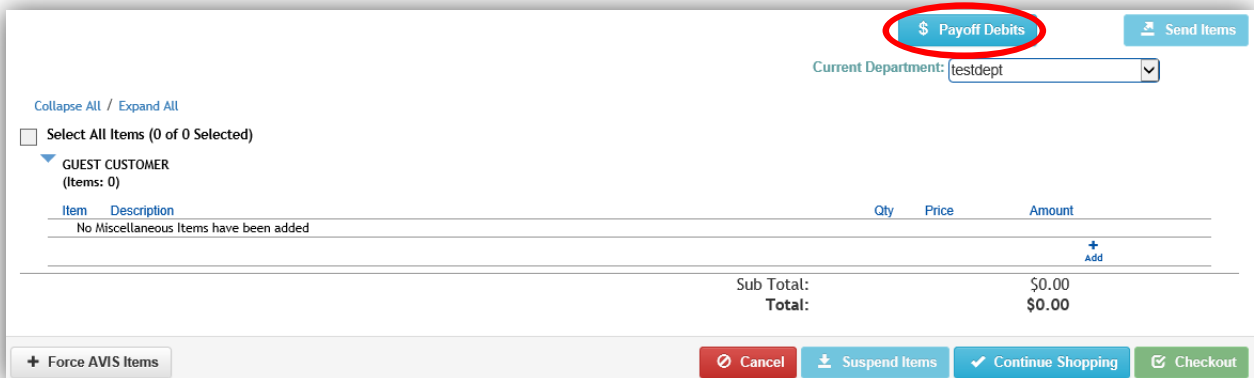 $ Payoff Debits Send Items
Current Department: testdept
Collapse All / Expand All
Select All Items (0 of 0 Selected)
GUEST CUSTOMER
(Items: 0)
Item Description Qty Price Amount
No Miscellaneous Items have been added
+
Add
Sub Total: $0.00
Total: $0.00
+ Force AVIS Items Cancel Suspend Items Continue Shopping Checkout